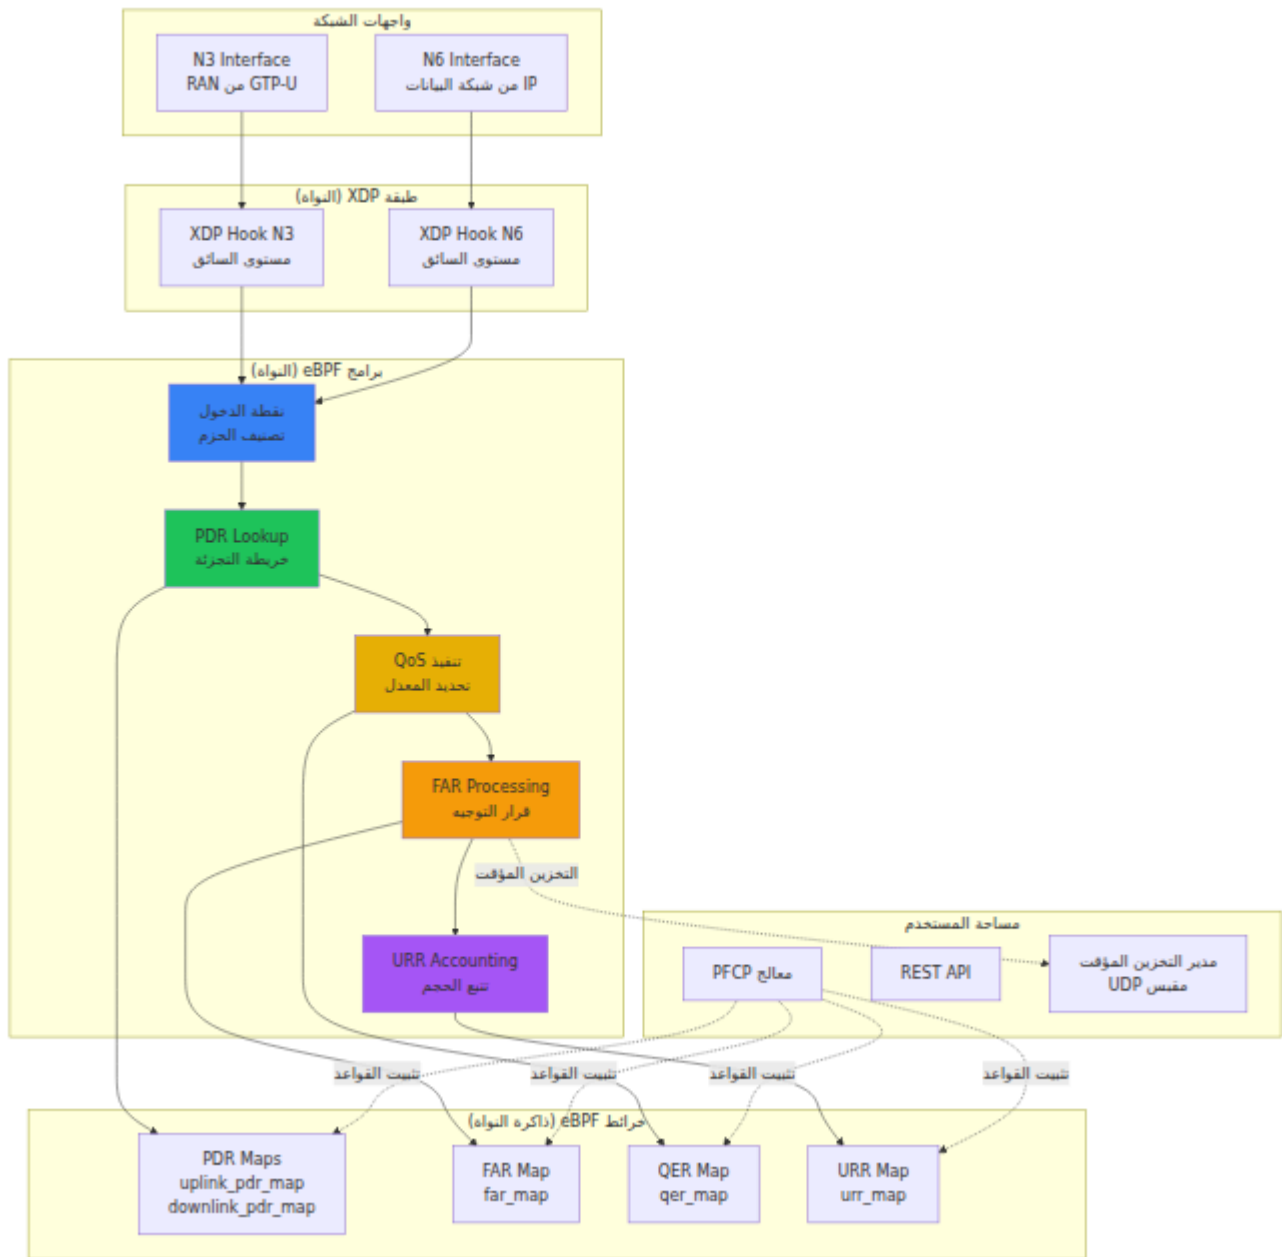 واجهات الشبكة
N3 Interface
GTP-U من RAN
N6 Interface
IP من شبكة البيانات
طبقة XDP (النواة)
XDP Hook N3
مستوى السائق
XDP Hook N6
مستوى السائق
برامج eBPF (النواة)
نقطة الدخول
تصنيف الحزم
PDR Lookup
خريطة التجزئة
تنفيذ QoS
تحديد المعدل
FAR Processing
قرار التوجيه
التخزين المؤقت
URR Accounting
تتبع الحجم
مساحة المستخدم
معالج PFCP
REST API
مدير التخزين المؤقت
مقبس UDP
تثبيت القواعد
تثبيت القواعد
تثبيت القواعد
تثبيت القواعد
خرائط eBPF (ذاكرة النواة)
PDR Maps
uplink_pdr_map
downlink_pdr_map
FAR Map
far_map
QER Map
qer_map
URR Map
urr_map